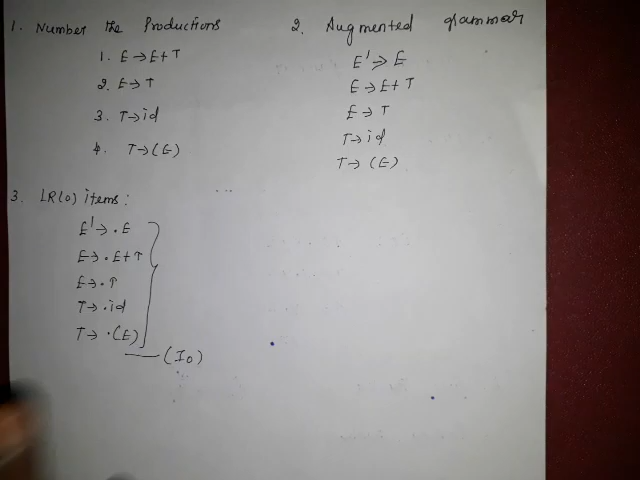 1. Number the Productions
1. E → E + T
2. E → T
3. T → id
4. T → (E)
2. Augmented grammar
E' → E
E → E + T
E → T
T → id
T → (E)
3. LR(0) items:
E' → .E
E → .E + T
E → .T
T → .id
T → .(E)
(I0)